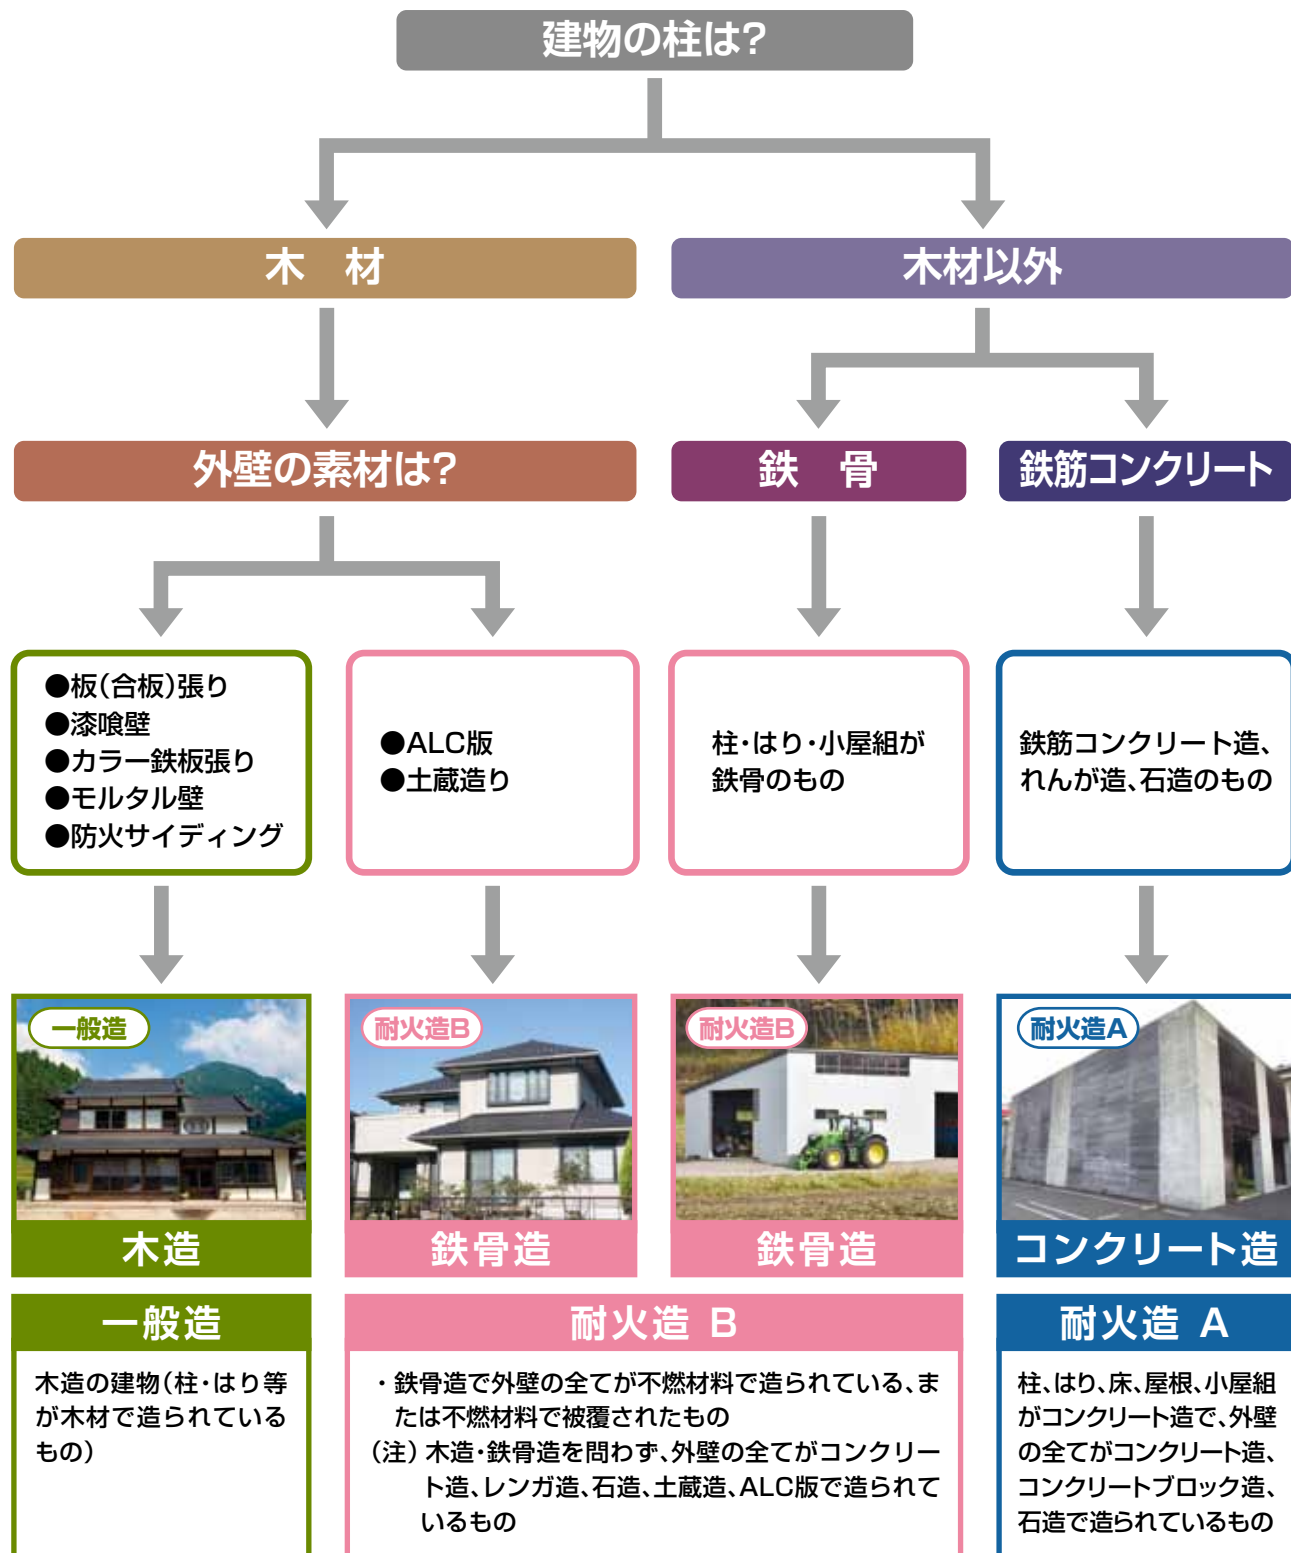 建物の柱は?
木　材
木材以外
外壁の素材は?
鉄　骨
鉄筋コンクリート
●板(合板)張り
●漆喰壁
●カラー鉄板張り
●モルタル壁
●防火サイディング
●ALC版
●土蔵造り
柱・はり・小屋組が
鉄骨のもの
鉄筋コンクリート造、
れんが造、石造のもの
一般造
木造
耐火造B
鉄骨造
耐火造B
鉄骨造
耐火造A
コンクリート造
一般造
木造の建物(柱・はり等
が木材で造られている
もの)
耐火造 B
・鉄骨造で外壁の全てが不燃材料で造られている、ま
たは不燃材料で被覆されたもの
(注)木造・鉄骨造を問わず、外壁の全てがコンクリー
ト造、レンガ造、石造、土蔵造、ALC版で造られて
いるもの
耐火造 A
柱、はり、床、屋根、小屋組
がコンクリート造で、外壁
の全てがコンクリート造、
コンクリートブロック造、
石造で造られているもの